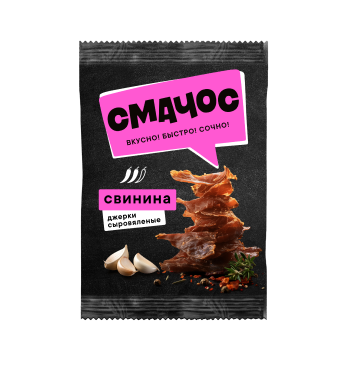 СМАЧОС
ВКУСНО! БЫСТРО! СОЧНО!
СВИНИНА
джерки
сыровяленые